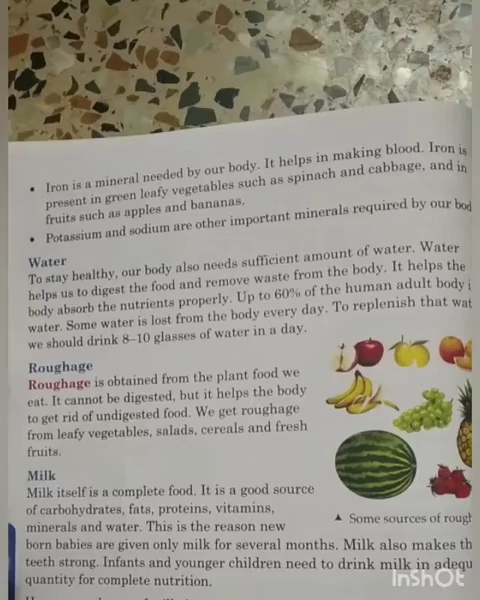 • Iron is a mineral needed by our body. It helps in making blood. Iron is
present in green leafy vegetables such as spinach and cabbage, and in
fruits such as apples and bananas.
• Potassium and sodium are other important minerals required by our bod
Water
To stay healthy, our body also needs sufficient amount of water. Water
helps us to digest the food and remove waste from the body. It helps the
body absorb the nutrients properly. Up to 60% of the human adult body i
water. Some water is lost from the body every day. To replenish that wat
we should drink 8–10 glasses of water in a day.
Roughage
Roughage is obtained from the plant food we
eat. It cannot be digested, but it helps the body
to get rid of undigested food. We get roughage
from leafy vegetables, salads, cereals and fresh
fruits.
▲ Some sources of rough
Milk
Milk itself is a complete food. It is a good source
of carbohydrates, fats, proteins, vitamins,
minerals and water. This is the reason new
born babies are given only milk for several months. Milk also makes th
teeth strong. Infants and younger children need to drink milk in adequ
quantity for complete nutrition.
InShOt